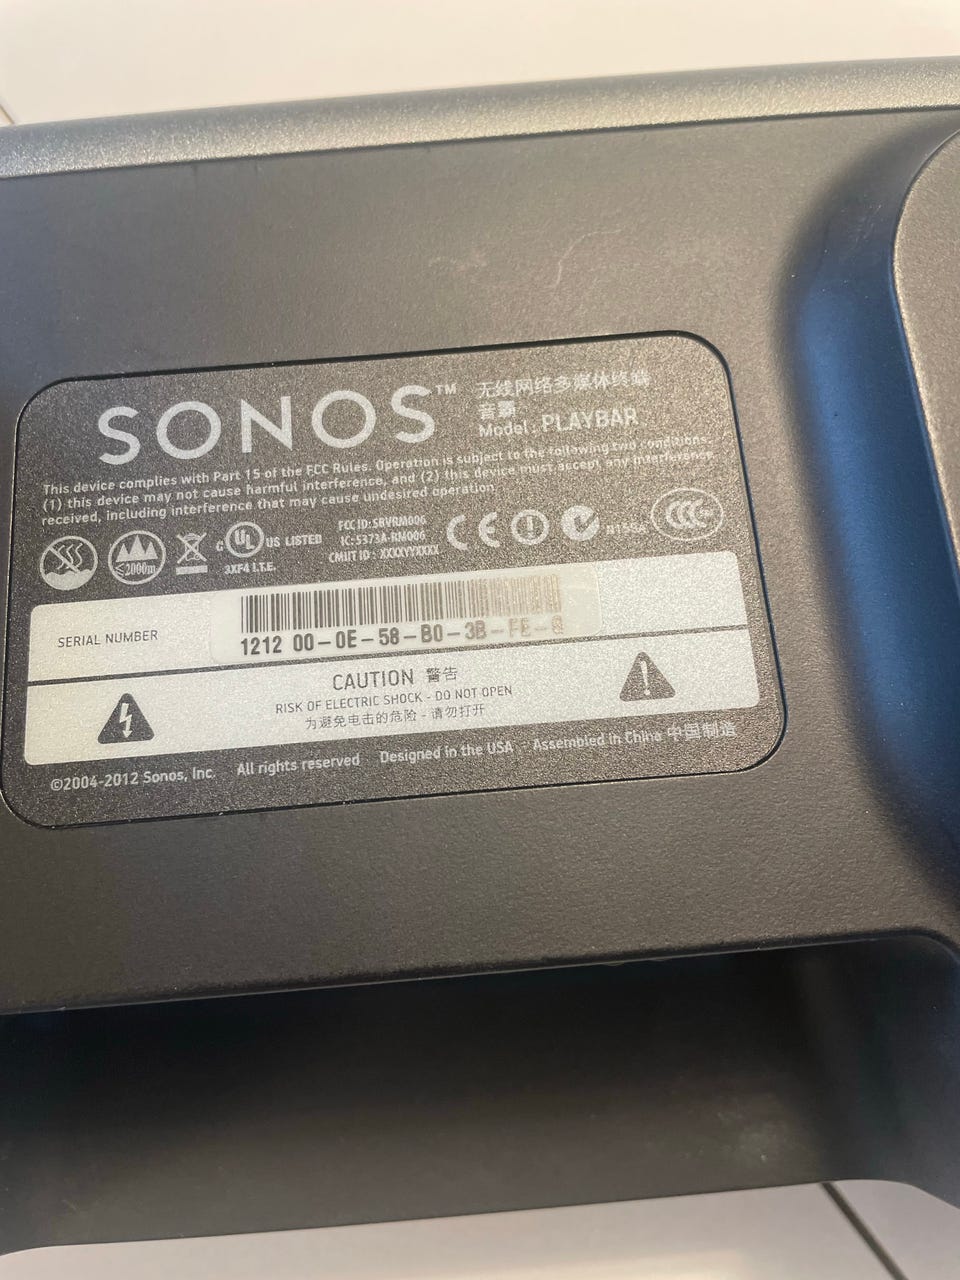 SONOS™
无线网络多媒体终端
音霸
Model: PLAYBAR
This device complies with Part 15 of the FCC Rules. Operation is subject to the following two conditions:
(1) this device may not cause harmful interference, and (2) this device must accept any interference
received, including interference that may cause undesired operation.
≤2000m
c UL US LISTED
3XF4 I.T.E.
FCC ID: SBVRM006
IC: 5373A-RM006
CMIIT ID: XXXXYYXXXX
CE
CCC
SERIAL NUMBER
1212 00-0E-58-B0-3B-FE-8
CAUTION 警告
RISK OF ELECTRIC SHOCK - DO NOT OPEN
为避免电击的危险 - 请勿打开
©2004-2012 Sonos, Inc. All rights reserved Designed in the USA Assembled in China 中国制造